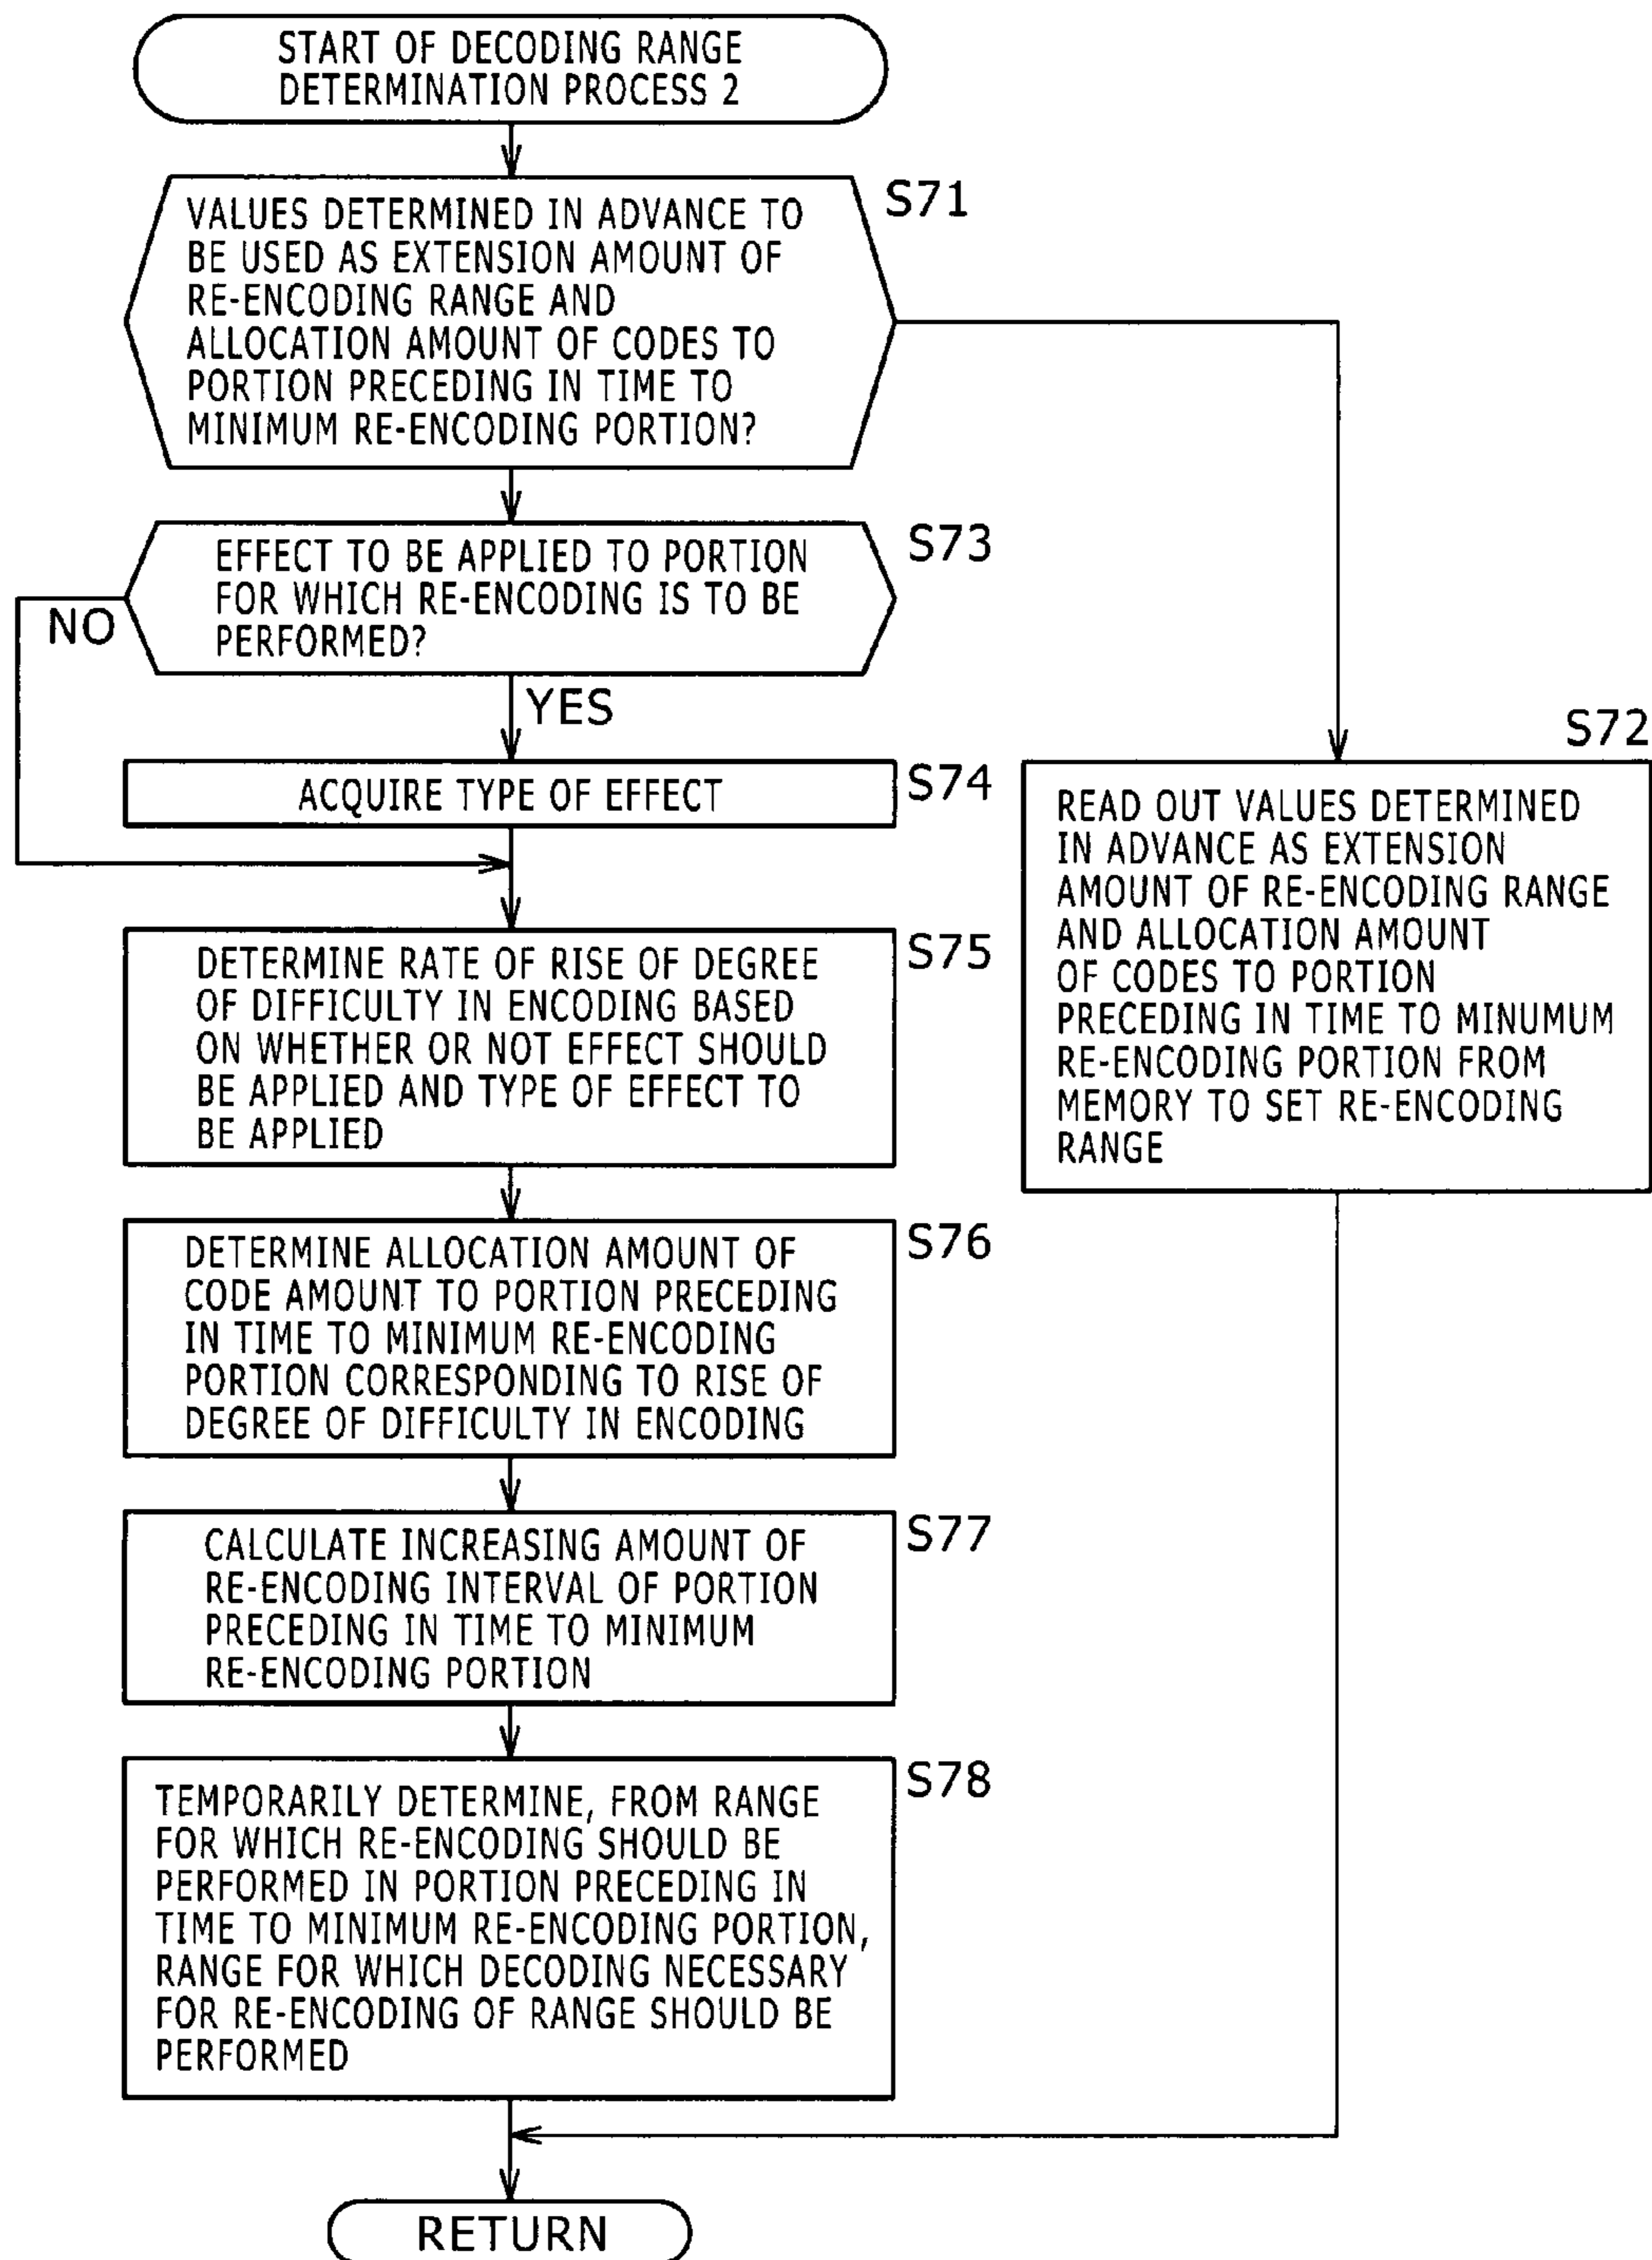 START OF DECODING RANGE
DETERMINATION PROCESS 2
VALUES DETERMINED IN ADVANCE TO
BE USED AS EXTENSION AMOUNT OF
RE-ENCODING RANGE AND
ALLOCATION AMOUNT OF CODES TO
PORTION PRECEDING IN TIME TO
MINIMUM RE-ENCODING PORTION?
S71
EFFECT TO BE APPLIED TO PORTION
FOR WHICH RE-ENCODING IS TO BE
PERFORMED?
S73
NO
YES
ACQUIRE TYPE OF EFFECT
S74
S72
READ OUT VALUES DETERMINED
IN ADVANCE AS EXTENSION
AMOUNT OF RE-ENCODING RANGE
AND ALLOCATION AMOUNT
OF CODES TO PORTION
PRECEDING IN TIME TO MINUMUM
RE-ENCODING PORTION FROM
MEMORY TO SET RE-ENCODING
RANGE
DETERMINE RATE OF RISE OF DEGREE
OF DIFFICULTY IN ENCODING BASED
ON WHETHER OR NOT EFFECT SHOULD
BE APPLIED AND TYPE OF EFFECT TO
BE APPLIED
S75
DETERMINE ALLOCATION AMOUNT OF
CODE AMOUNT TO PORTION PRECEDING
IN TIME TO MINIMUM RE-ENCODING
PORTION CORRESPONDING TO RISE OF
DEGREE OF DIFFICULTY IN ENCODING
S76
CALCULATE INCREASING AMOUNT OF
RE-ENCODING INTERVAL OF PORTION
PRECEDING IN TIME TO MINIMUM
RE-ENCODING PORTION
S77
TEMPORARILY DETERMINE, FROM RANGE
FOR WHICH RE-ENCODING SHOULD BE
PERFORMED IN PORTION PRECEDING IN
TIME TO MINIMUM RE-ENCODING PORTION,
RANGE FOR WHICH DECODING NECESSARY
FOR RE-ENCODING OF RANGE SHOULD BE
PERFORMED
S78
RETURN